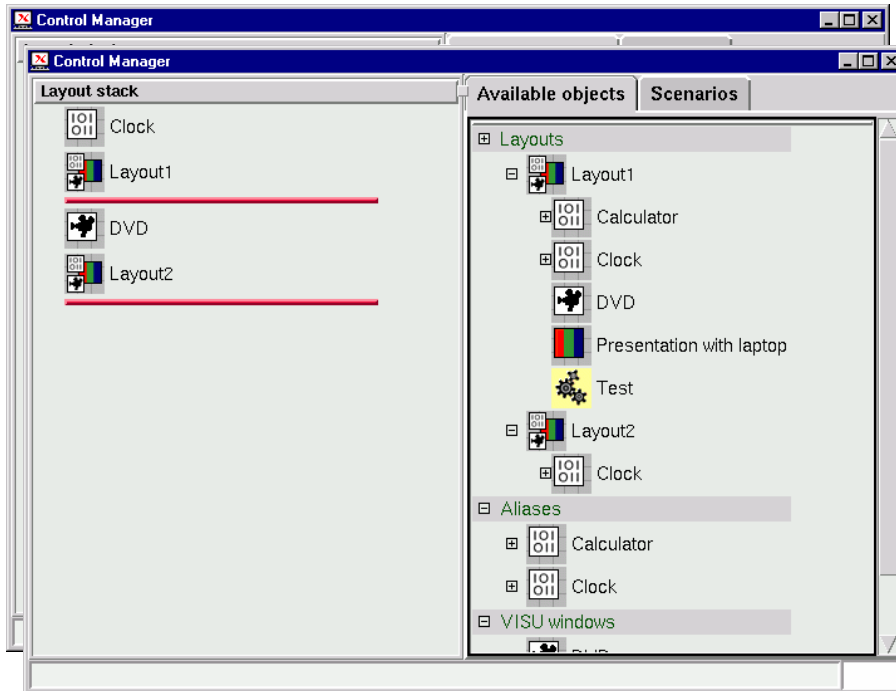 Control Manager
Control Manager
Layout stack
Clock
Layout1
DVD
Layout2
Available objects
Scenarios
Layouts
Layout1
Calculator
Clock
DVD
Presentation with laptop
Test
Layout2
Clock
Aliases
Calculator
Clock
VISU windows